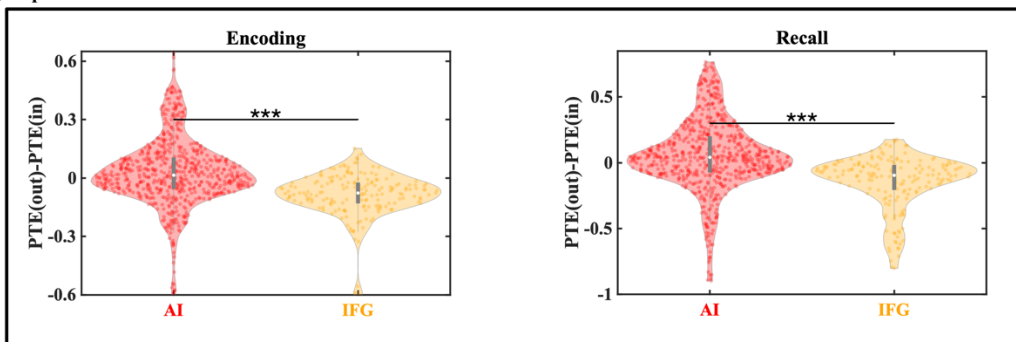 Encoding
PTE(out)-PTE(in)
0.6
0.3
0
-0.3
-0.6
***
AI
IFG
Recall
PTE(out)-PTE(in)
0.5
0
-0.5
-1
***
AI
IFG